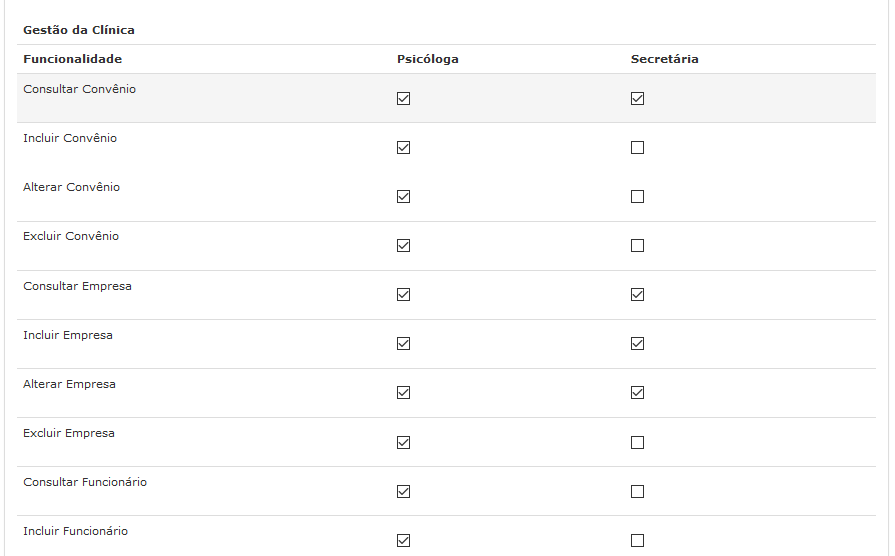 Gestão da Clínica
Funcionalidade Psicóloga Secretária
Consultar Convênio
Incluir Convênio
Alterar Convênio
Excluir Convênio
Consultar Empresa
Incluir Empresa
Alterar Empresa
Excluir Empresa
Consultar Funcionário
Incluir Funcionário